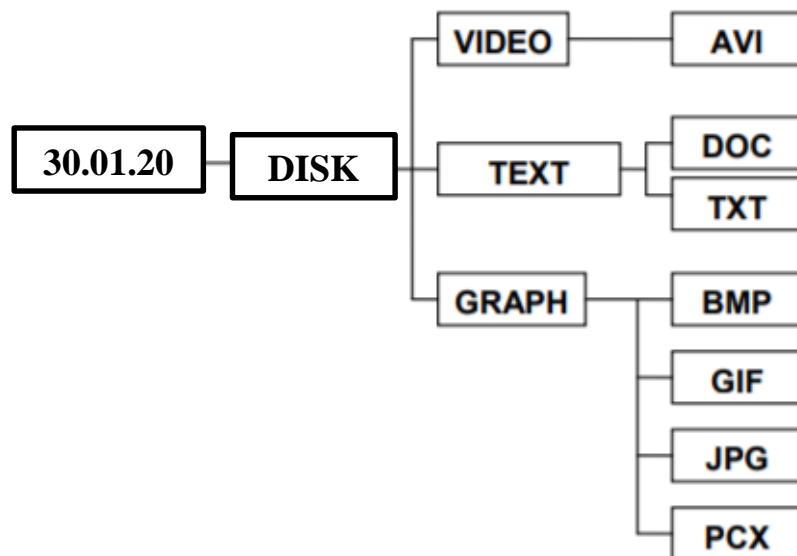 30.01.20
DISK
VIDEO
AVI
TEXT
DOC
TXT
GRAPH
BMP
GIF
JPG
PCX